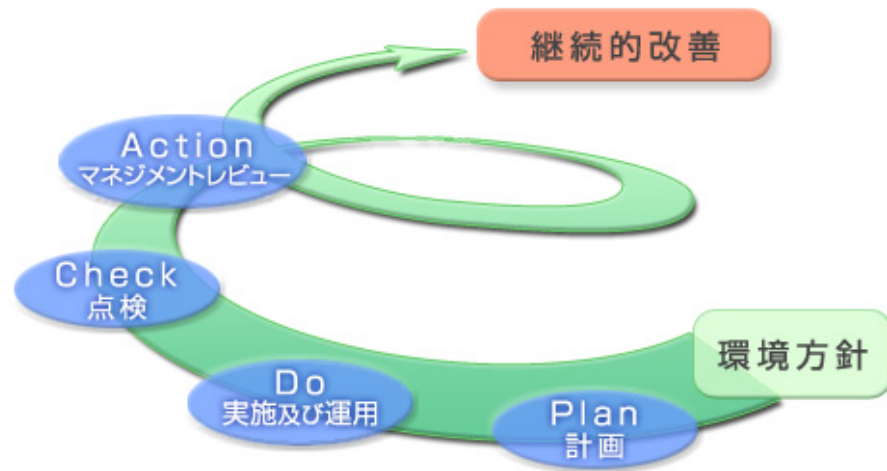 継続的改善
Action
マネジメントレビュー
Check
点検
環境方針
Do
実施及び運用
Plan
計画